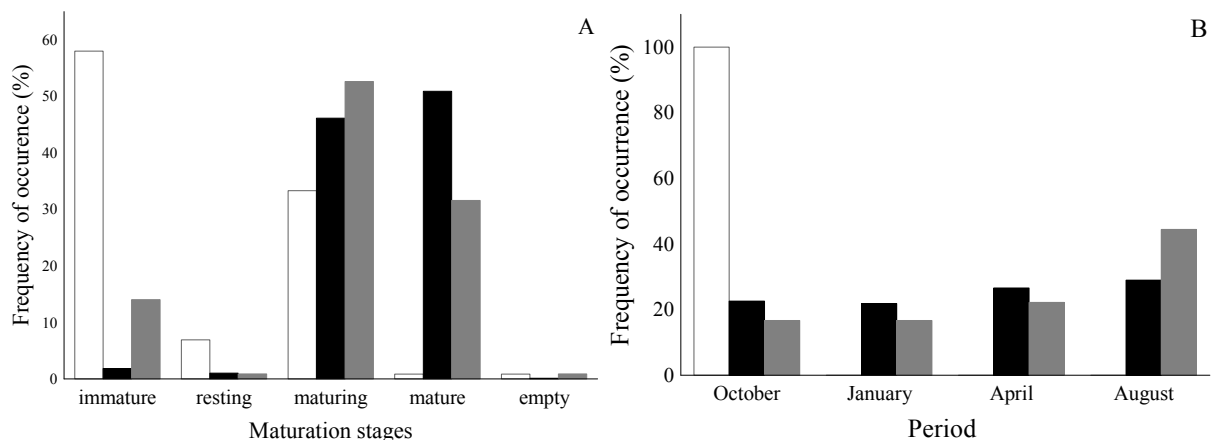 A
Frequency of occurence (%)
60
50
40
30
20
10
0
immature resting maturing mature empty
Maturation stages
B
Frequency of occurrence (%)
100
80
60
40
20
0
October January April August
Period